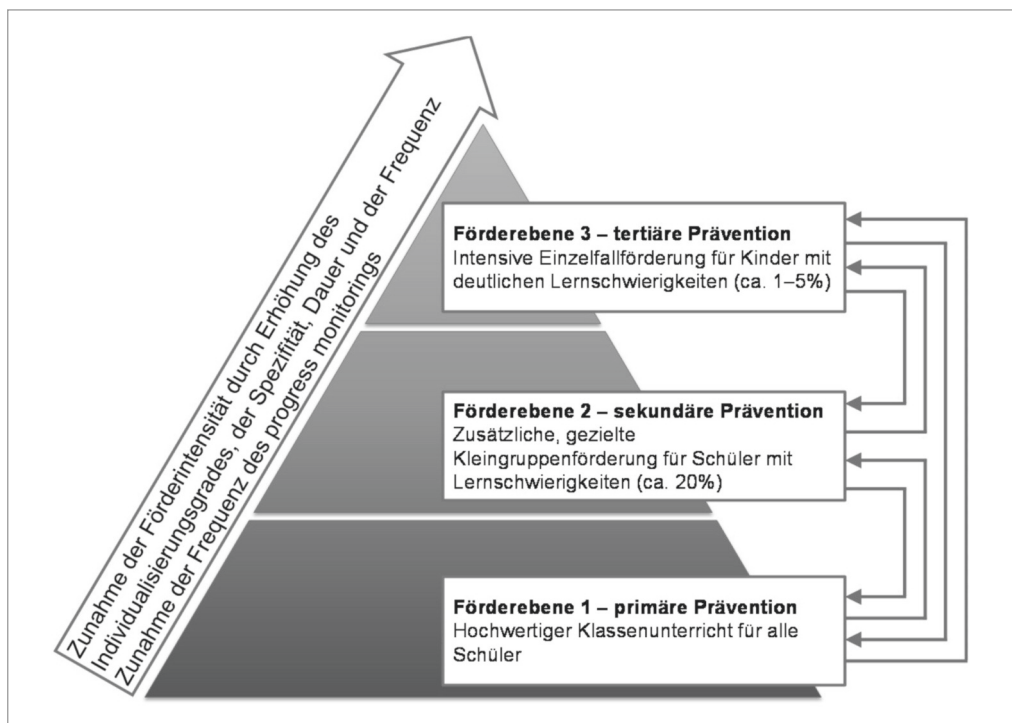 Zunahme der Förderintensität durch Erhöhung des
Individualisierungsgrades, der Spezifität, Dauer und der Frequenz
Zunahme der Frequenz des progress monitorings
Förderebene 3 – tertiäre Prävention
Intensive Einzelfallförderung für Kinder mit
deutlichen Lernschwierigkeiten (ca. 1–5%)
Förderebene 2 – sekundäre Prävention
Zusätzliche, gezielte
Kleingruppenförderung für Schüler mit
Lernschwierigkeiten (ca. 20%)
Förderebene 1 – primäre Prävention
Hochwertiger Klassenunterricht für alle
Schüler